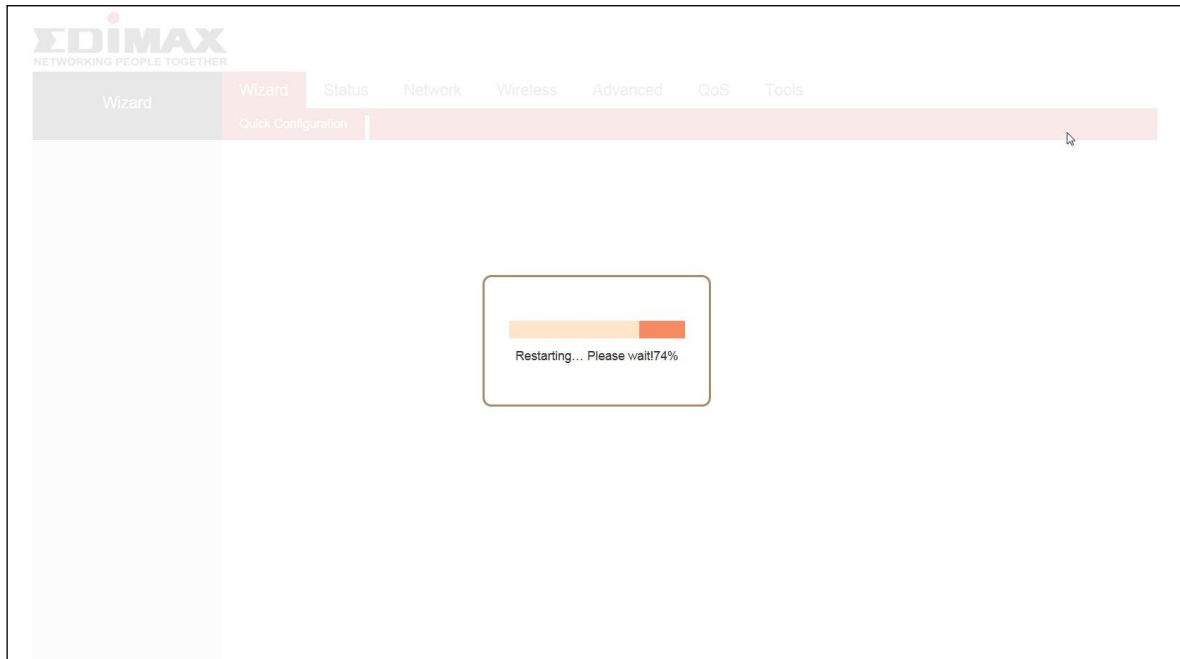 EDIMAX
NETWORKING PEOPLE TOGETHER
Wizard
Wizard Status Network Wireless Advanced QoS Tools
Quick Configuration
Restarting... Please wait!74%